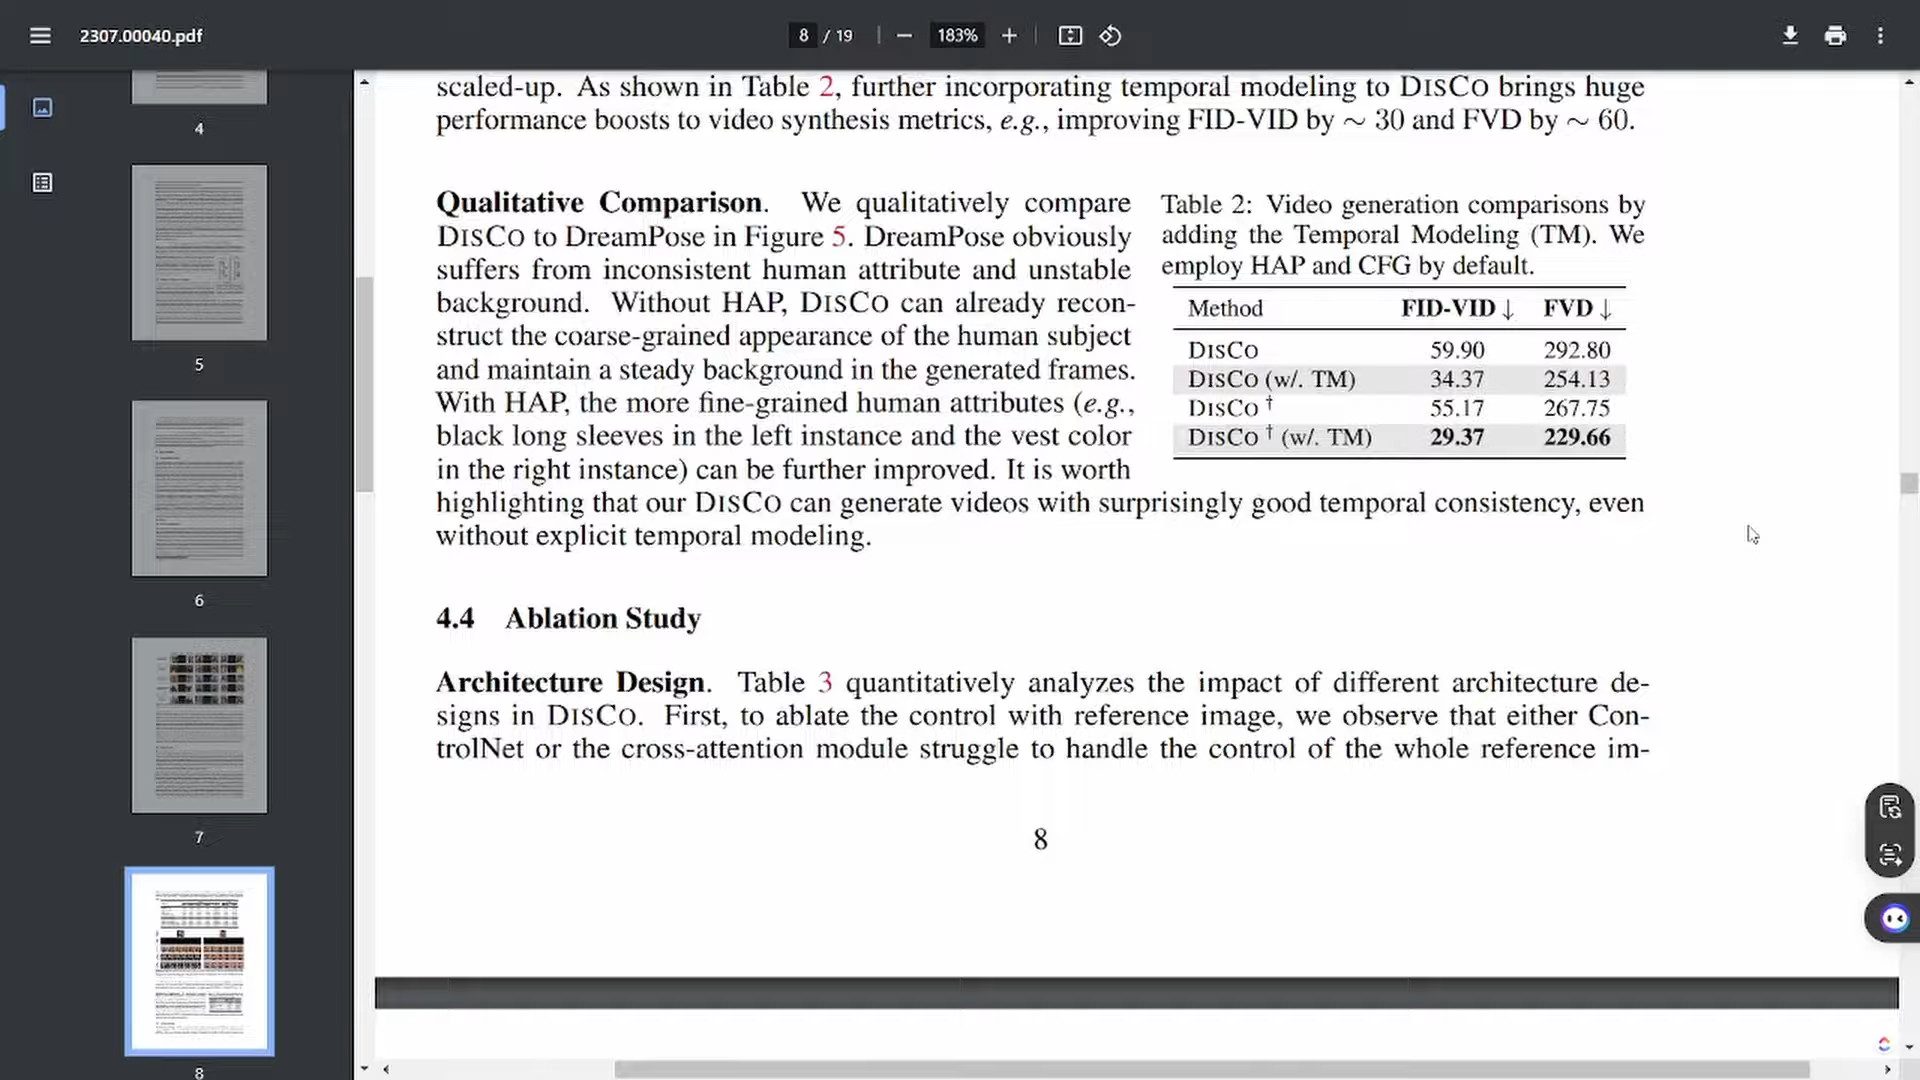 2307.00040.pdf
8 / 19
183%
4
5
6
7
8
scaled-up. As shown in Table 2, further incorporating temporal modeling to DISCO brings huge
performance boosts to video synthesis metrics, e.g., improving FID-VID by ∼ 30 and FVD by ∼ 60.
Qualitative Comparison. We qualitatively compare
DISCO to DreamPose in Figure 5. DreamPose obviously
suffers from inconsistent human attribute and unstable
background. Without HAP, DISCO can already recon-
struct the coarse-grained appearance of the human subject
and maintain a steady background in the generated frames.
With HAP, the more fine-grained human attributes (e.g.,
black long sleeves in the left instance and the vest color
in the right instance) can be further improved. It is worth
highlighting that our DISCO can generate videos with surprisingly good temporal consistency, even
without explicit temporal modeling.
Table 2: Video generation comparisons by
adding the Temporal Modeling (TM). We
employ HAP and CFG by default.
Method FID-VID ↓ FVD ↓
DISCO 59.90 292.80
DISCO (w/. TM) 34.37 254.13
DISCO † 55.17 267.75
DISCO † (w/. TM) 29.37 229.66
4.4 Ablation Study
Architecture Design. Table 3 quantitatively analyzes the impact of different architecture de-
signs in DISCO. First, to ablate the control with reference image, we observe that either Con-
trolNet or the cross-attention module struggle to handle the control of the whole reference im-
8